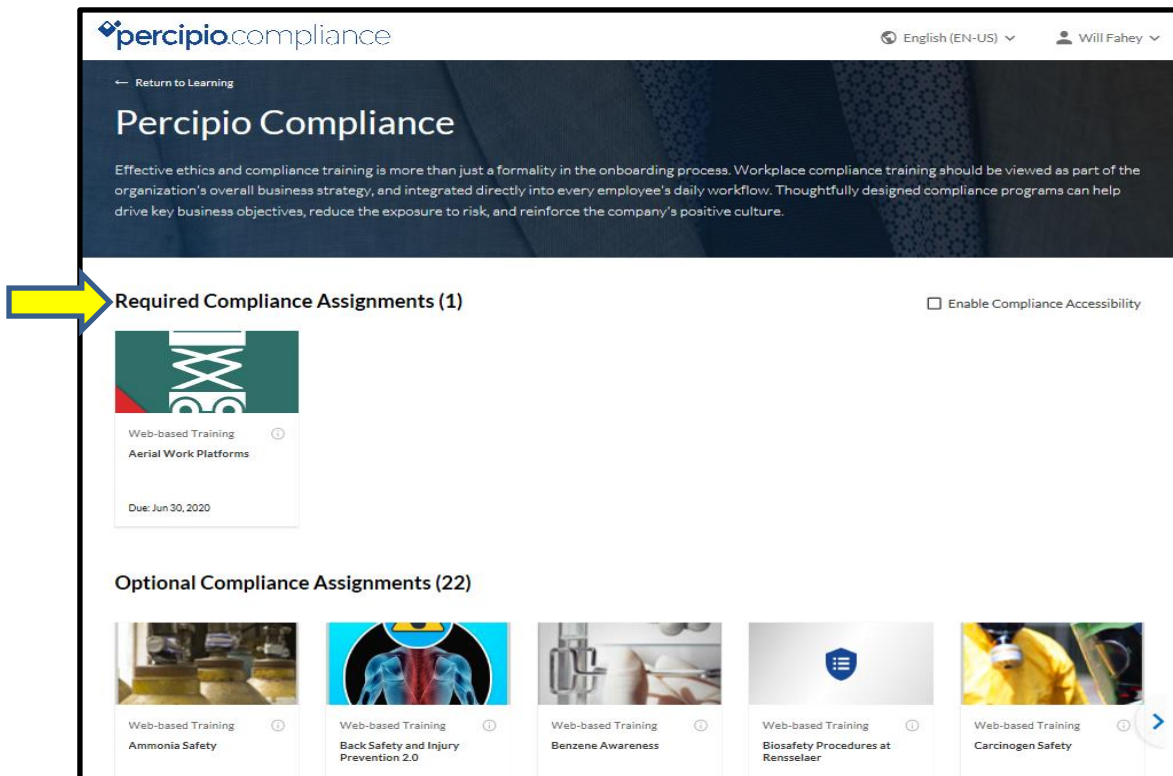 percipio.compliance
English (EN-US)
Will Fahey
← Return to Learning
Percipio Compliance
Effective ethics and compliance training is more than just a formality in the onboarding process. Workplace compliance training should be viewed as part of the
organization's overall business strategy, and integrated directly into every employee's daily workflow. Thoughtfully designed compliance programs can help
drive key business objectives, reduce the exposure to risk, and reinforce the company's positive culture.
Required Compliance Assignments (1)
Enable Compliance Accessibility
Web-based Training
Aerial Work Platforms
Due: Jun 30, 2020
Optional Compliance Assignments (22)
Web-based Training
Ammonia Safety
Web-based Training
Back Safety and Injury
Prevention 2.0
Web-based Training
Benzene Awareness
Web-based Training
Biosafety Procedures at
Rensselaer
Web-based Training
Carcinogen Safety